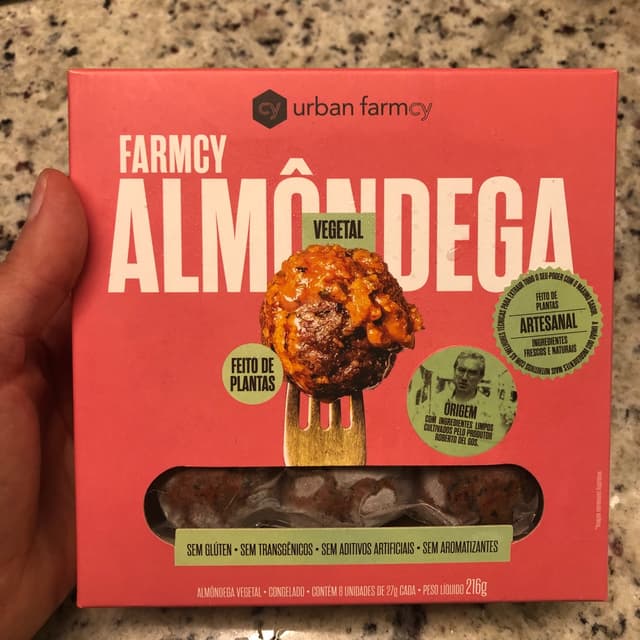 cy urban farmcy
FARMCY
ALMÔNDEGA
VEGETAL
FEITO DE
PLANTAS
ARTESANAL
INGREDIENTES
FRESCOS E NATURAIS
FEITO DE
PLANTAS
ORIGEM
COM INGREDIENTES LIMPOS
CULTIVADOS PELO PRODUTOR
ROBERTO DEL GOS.
SEM GLÚTEN • SEM TRANSGÊNICOS • SEM ADITIVOS ARTIFICIAIS • SEM AROMATIZANTES
ALMÔNDEGA VEGETAL • CONGELADO • CONTÉM 8 UNIDADES DE 27g CADA • PESO LÍQUIDO 216g